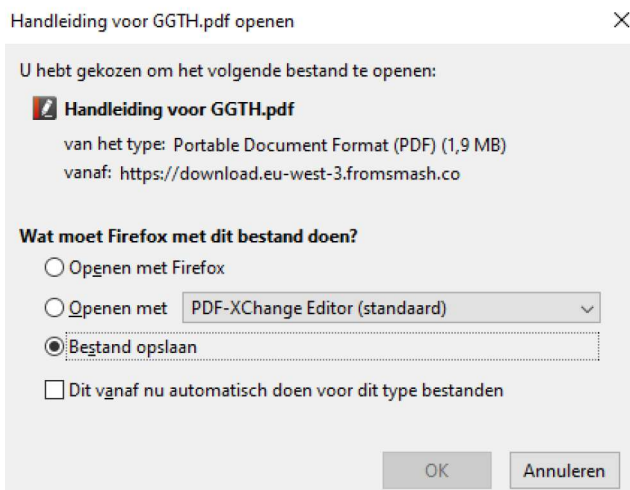 Handleiding voor GGTH.pdf openen
U hebt gekozen om het volgende bestand te openen:
Handleiding voor GGTH.pdf
van het type: Portable Document Format (PDF) (1,9 MB)
vanaf: https://download.eu-west-3.fromsmash.co
Wat moet Firefox met dit bestand doen?
Openen met Firefox
Openen met PDF-XChange Editor (standaard)
Bestand opslaan
Dit vanaf nu automatisch doen voor dit type bestanden
OK Annuleren